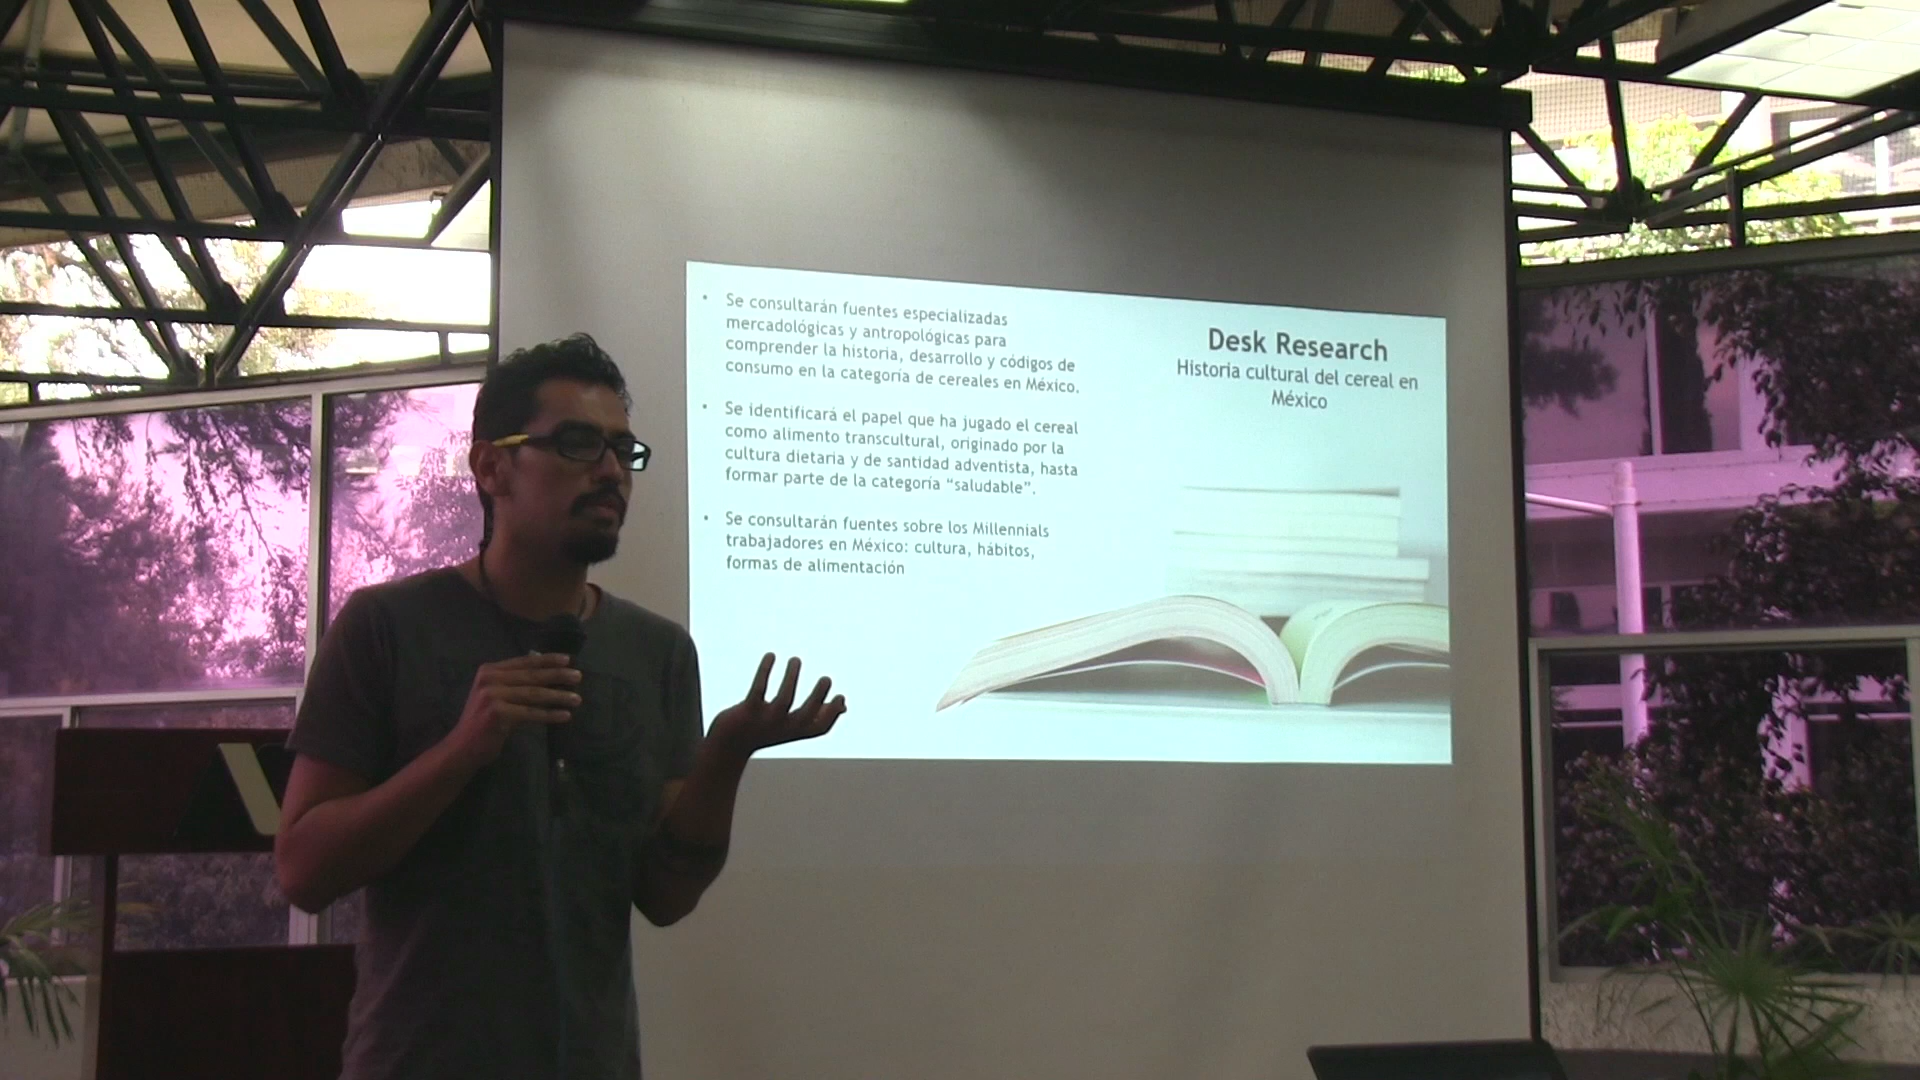 • Se consultarán fuentes especializadas
mercadológicas y antropológicas para
comprender la historia, desarrollo y códigos de
consumo en la categoría de cereales en México.
• Se identificará el papel que ha jugado el cereal
como alimento transcultural, originado por la
cultura dietaria y de santidad adventista, hasta
formar parte de la categoría “saludable”.
• Se consultarán fuentes sobre los Millennials
trabajadores en México: cultura, hábitos,
formas de alimentación
Desk Research
Historia cultural del cereal en
México